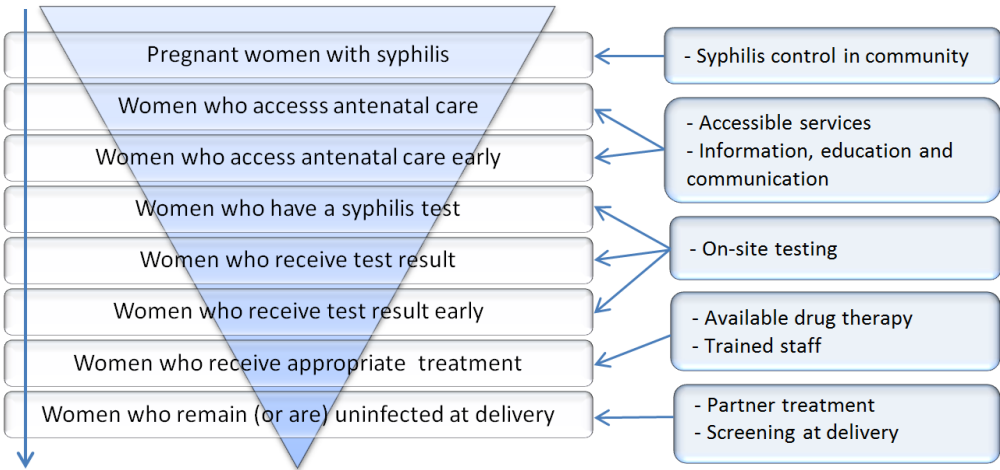 Pregnant women with syphilis
Women who accesss antenatal care
Women who access antenatal care early
Women who have a syphilis test
Women who receive test result
Women who receive test result early
Women who receive appropriate treatment
Women who remain (or are) uninfected at delivery
- Syphilis control in community
- Accessible services
- Information, education and
communication
- On-site testing
- Available drug therapy
- Trained staff
- Partner treatment
- Screening at delivery